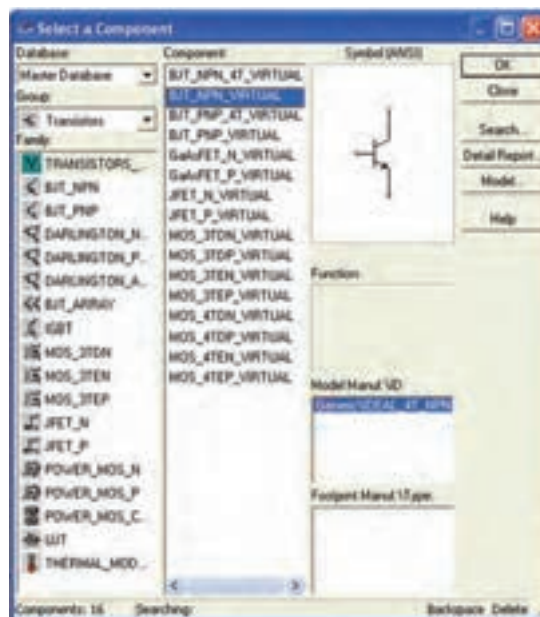 Select a Component
Database:
Master Database
Group:
Transistors
Family:
TRANSISTORS_...
BJT_NPN
BJT_PNP
DARLINGTON_N...
DARLINGTON_P...
DARLINGTON_A...
BJT_ARRAY
IGBT
MOS_3TDN
MOS_3TEN
MOS_3TEP
JFET_N
JFET_P
POWER_MOS_N
POWER_MOS_P
POWER_MOS_C...
UJT
THERMAL_MOD...
Component:
BJT_NPN_4T_VIRTUAL
BJT_NPN_VIRTUAL
BJT_PNP_4T_VIRTUAL
BJT_PNP_VIRTUAL
GaAsFET_N_VIRTUAL
GaAsFET_P_VIRTUAL
JFET_N_VIRTUAL
JFET_P_VIRTUAL
MOS_3TDN_VIRTUAL
MOS_3TDP_VIRTUAL
MOS_3TEN_VIRTUAL
MOS_3TEP_VIRTUAL
MOS_4TDN_VIRTUAL
MOS_4TDP_VIRTUAL
MOS_4TEN_VIRTUAL
MOS_4TEP_VIRTUAL
Symbol (ANSI)
Function:
Model Manuf.\ID
Generic\IDEAL_4T_NPN
Footprint Manuf.\Type
OK
Close
Search...
Detail Report...
Model...
Help
Components: 16
Searching:
Backspace Delete